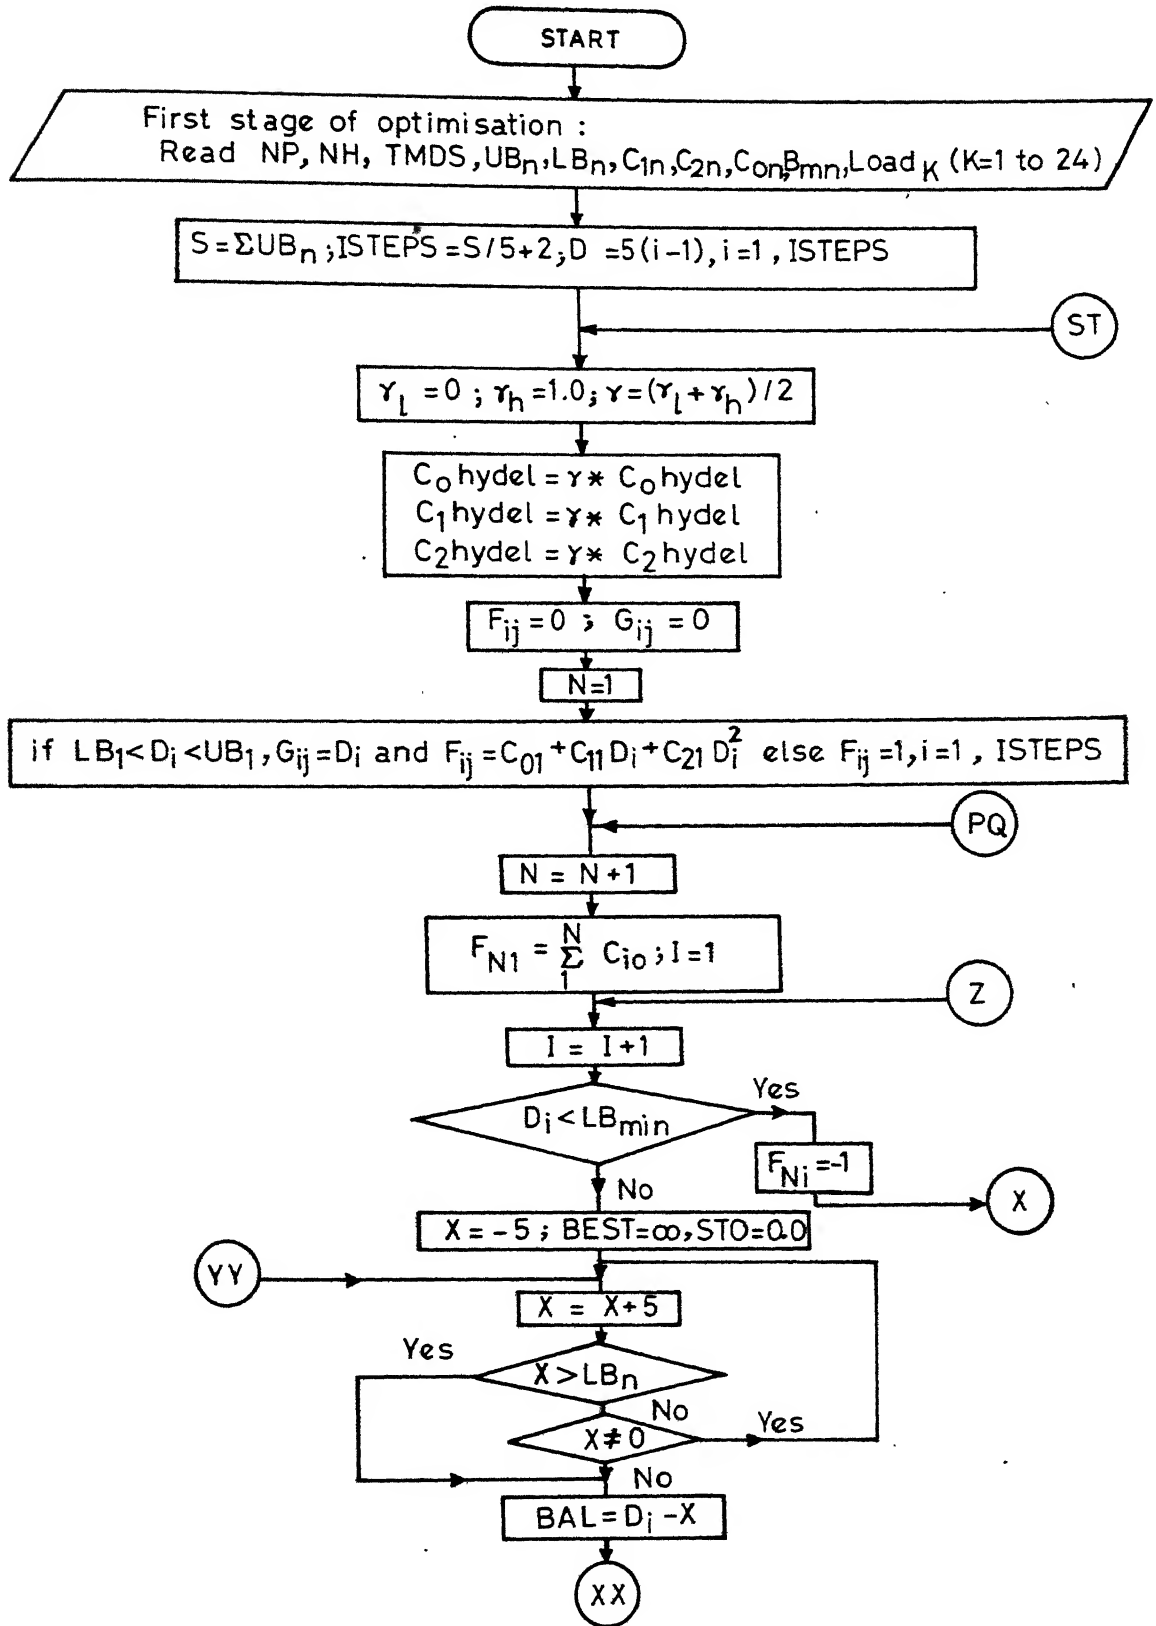 START
First stage of optimisation :
Read NP, NH, TMDS, UBn, LBn, C1n, C2n, C0n, Bmn, LoadK (K=1 to 24)
S = ΣUBn ; ISTEPS = S/5+2 ; D = 5(i-1), i=1 , ISTEPS
ST
γl = 0 ; γh = 1.0 ; γ = (γl + γh)/2
C0 hydel = γ* C0 hydel
C1 hydel = γ* C1 hydel
C2 hydel = γ* C2 hydel
Fij = 0 ; Gij = 0
N=1
if LB1< Di <UB1, Gij = Di and Fij = C01 + C11 Di + C21 Di² else Fij = 1, i=1 , ISTEPS
PQ
N = N+1
FN1 = Σ(1 to N) Cio ; I=1
Z
I = I+1
Yes
Di < LBmin
FNi = -1
No
X
X = -5 ; BEST=∞, STO=0.0
YY
X = X+5
Yes
X > LBn
No
Yes
X ≠ 0
No
BAL = Di - X
XX